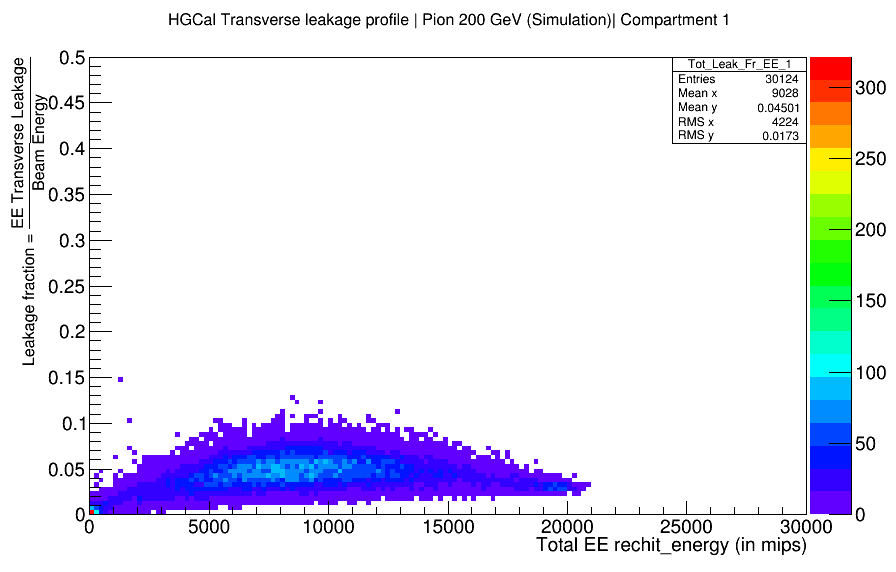 HGCal Transverse leakage profile | Pion 200 GeV (Simulation)| Compartment 1
Leakage fraction = EE Transverse Leakage
Beam Energy
0.5
0.45
0.4
0.35
0.3
0.25
0.2
0.15
0.1
0.05
0
Tot_Leak_Fr_EE_1
Entries 30124
Mean x 9028
Mean y 0.04501
RMS x 4224
RMS y 0.0173
300
250
200
150
100
50
0
0 5000 10000 15000 20000 25000 30000
Total EE rechit_energy (in mips)